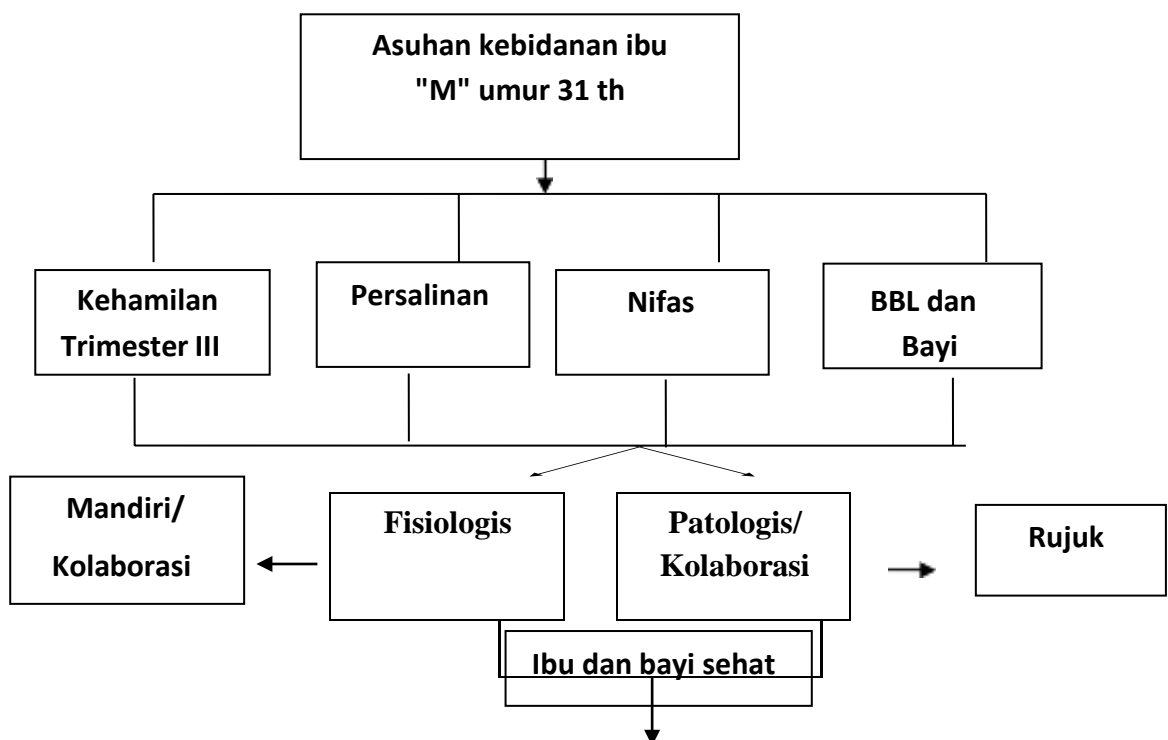 Asuhan kebidanan ibu
"M" umur 31 th
Kehamilan
Trimester III
Persalinan
Nifas
BBL dan
Bayi
Mandiri/
Kolaborasi
Fisiologis
Patologis/
Kolaborasi
Rujuk
Ibu dan bayi sehat